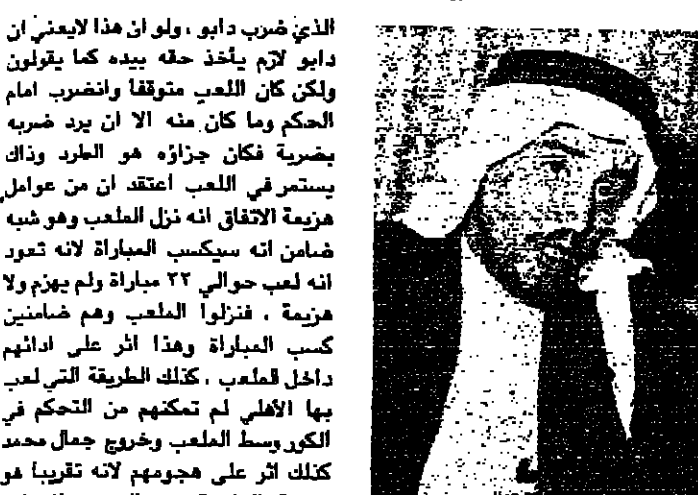 الذي ضرب دابو ، ولو ان هذا لايعني ان
دابو لازم يأخذ حقه بيده كما يقولون
ولكن كان اللعب متوقفاً وانضرب امام
الحكم وما كان منه الا ان يرد ضربه
بضربة فكان جزاؤه هو الطرد وذاك
يستمر في اللعب اعتقد ان من عوامل
هزيمة الاتفاق انه نزل الملعب وهو شبه
ضامن انه سيكسب المباراة لانه تعود
انه لعب حوالي ٢٢ مباراة ولم يهزم ولا
هزيمة ، فنزلوا الملعب وهم ضامنين
كسب المباراة وهذا اثر على ادائهم
داخل الملعب ، كذلك الطريقة التي لعب
بها الأهلي لم تمكنهم من التحكم في
الكور وسط الملعب وخروج جمال محمد
كذلك اثر على هجومهم لانه تقريبا هو